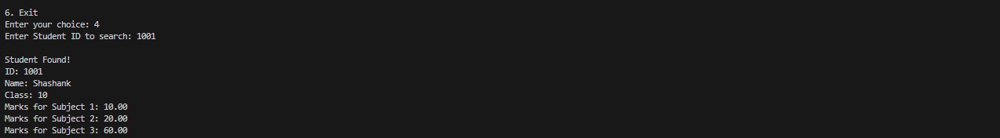 6. Exit
Enter your choice: 4
Enter Student ID to search: 1001
Student Found!
ID: 1001
Name: Shashank
Class: 10
Marks for Subject 1: 10.00
Marks for Subject 2: 20.00
Marks for Subject 3: 60.00